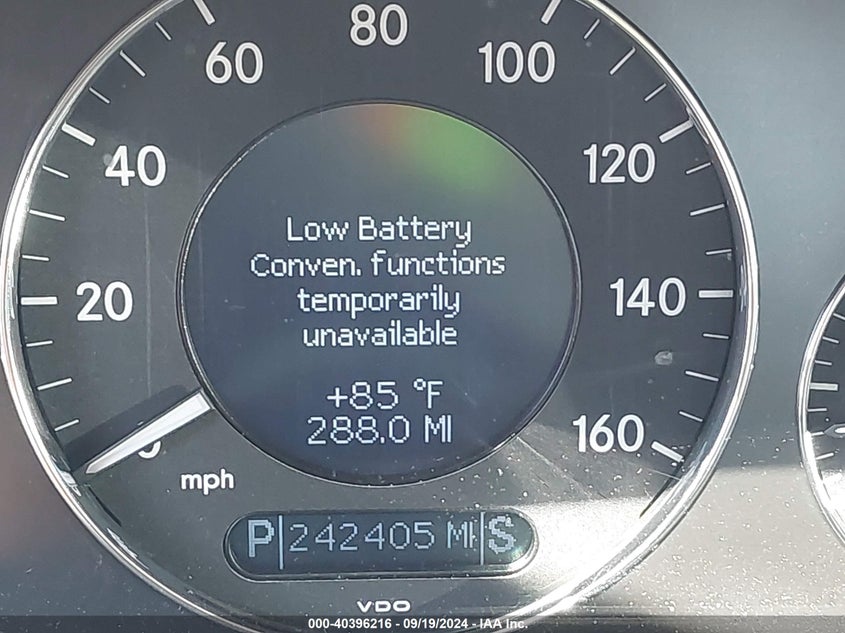 80
60
100
40
120
20
140
0
160
mph
Low Battery
Conven. functions
temporarily
unavailable
+85 °F
288.0 MI
P 242405 MI S
VDO
000-40396216 - 09/19/2024 - IAA Inc.